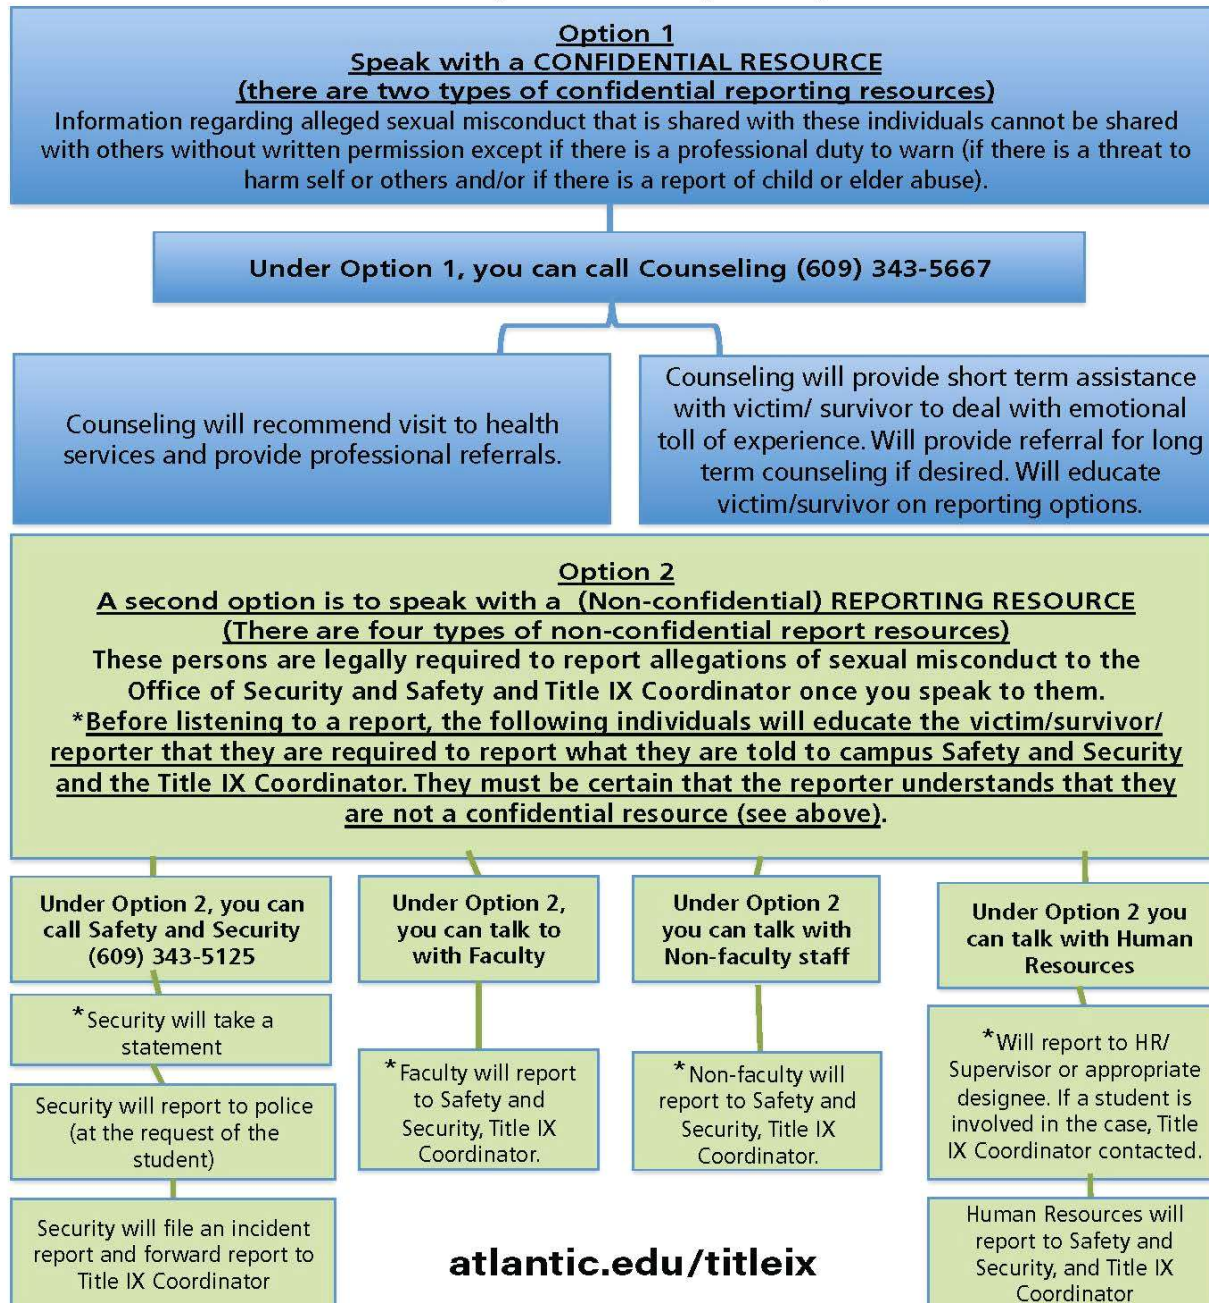 Option 1
Speak with a CONFIDENTIAL RESOURCE
(there are two types of confidential reporting resources)
Information regarding alleged sexual misconduct that is shared with these individuals cannot be shared
with others without written permission except if there is a professional duty to warn (if there is a threat to
harm self or others and/or if there is a report of child or elder abuse).
Under Option 1, you can call Counseling (609) 343-5667
Counseling will recommend visit to health
services and provide professional referrals.
Counseling will provide short term assistance
with victim/ survivor to deal with emotional
toll of experience. Will provide referral for long
term counseling if desired. Will educate
victim/survivor on reporting options.
Option 2
A second option is to speak with a (Non-confidential) REPORTING RESOURCE
(There are four types of non-confidential report resources)
These persons are legally required to report allegations of sexual misconduct to the
Office of Security and Safety and Title IX Coordinator once you speak to them.
*Before listening to a report, the following individuals will educate the victim/survivor/
reporter that they are required to report what they are told to campus Safety and Security
and the Title IX Coordinator. They must be certain that the reporter understands that they
are not a confidential resource (see above).
Under Option 2, you can
call Safety and Security
(609) 343-5125
*Security will take a
statement
Security will report to police
(at the request of the
student)
Security will file an incident
report and forward report to
Title IX Coordinator
Under Option 2,
you can talk to
with Faculty
*Faculty will report
to Safety and
Security, Title IX
Coordinator.
Under Option 2
you can talk with
Non-faculty staff
*Non-faculty will
report to Safety and
Security, Title IX
Coordinator.
Under Option 2 you
can talk with Human
Resources
*Will report to HR/
Supervisor or appropriate
designee. If a student is
involved in the case, Title
IX Coordinator contacted.
Human Resources will
report to Safety and
Security, and Title IX
Coordinator
atlantic.edu/titleix